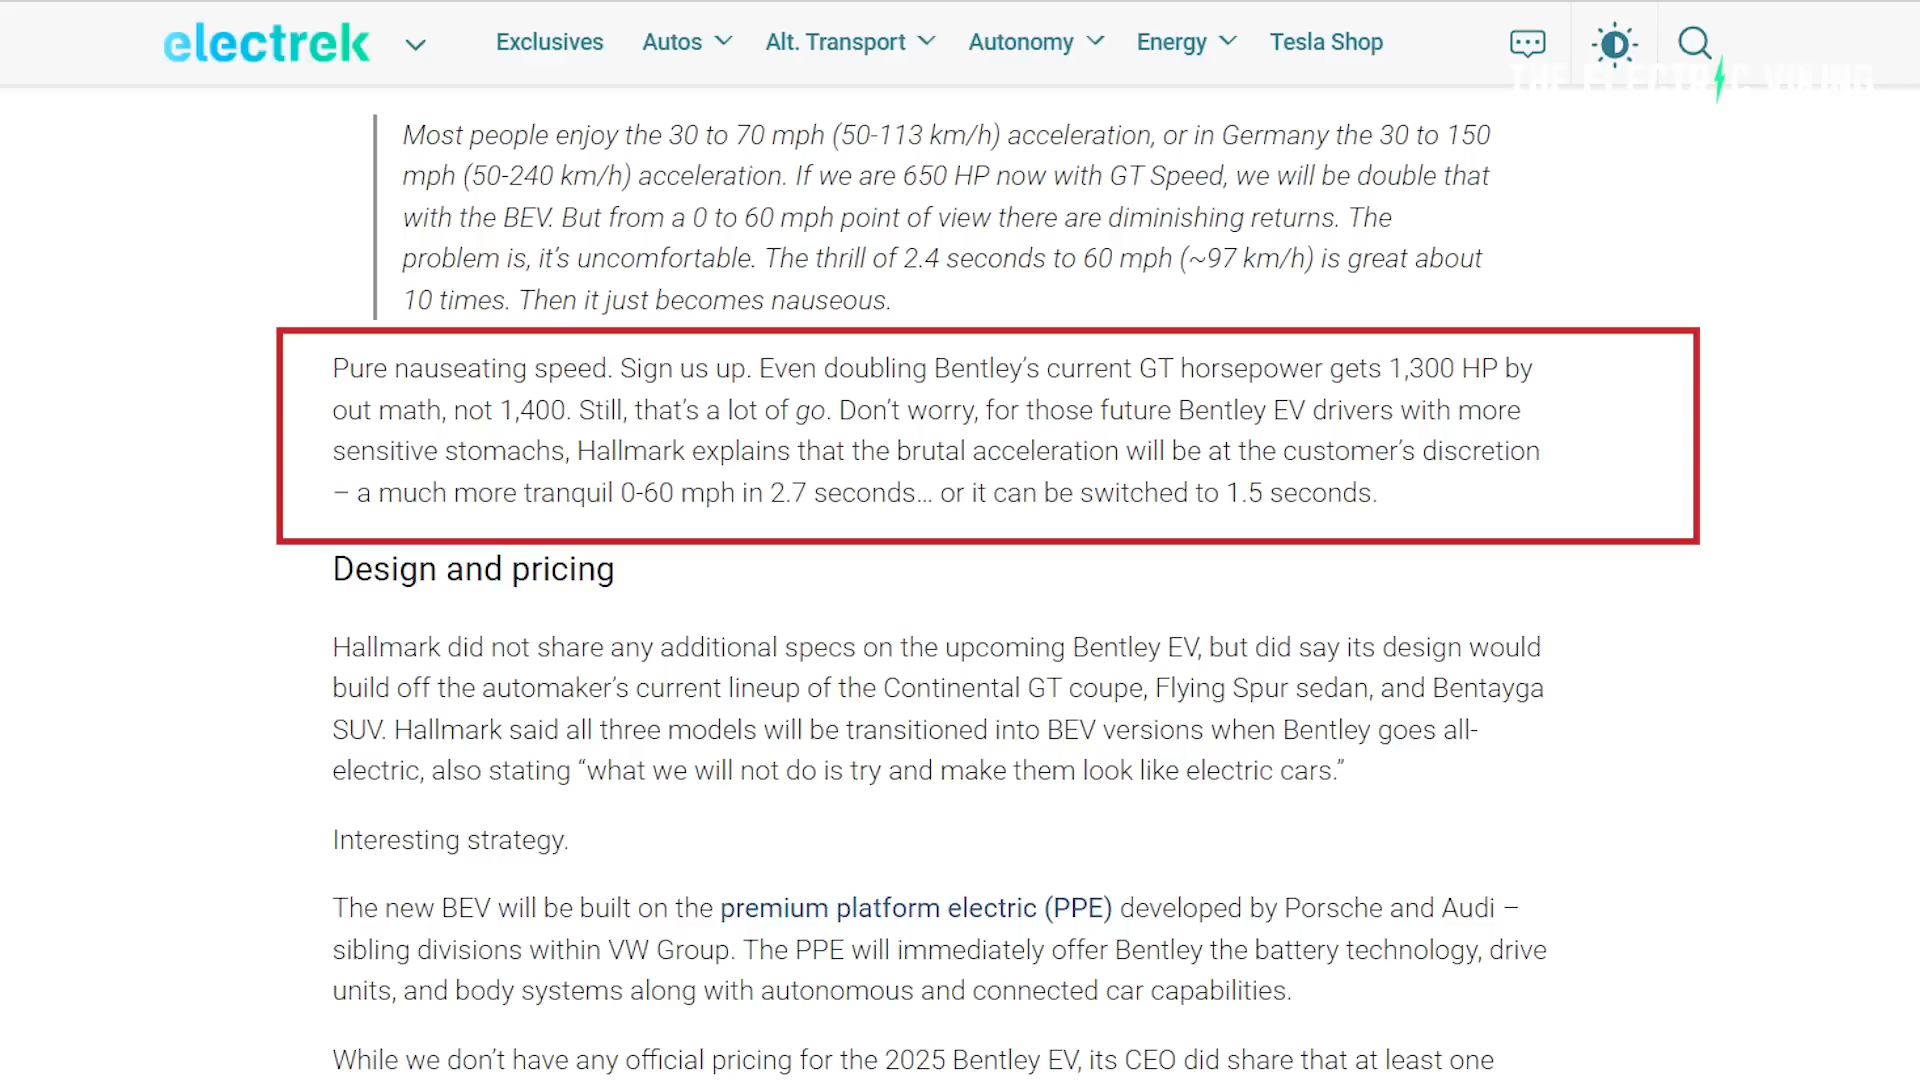 electrek
Exclusives Autos Alt. Transport Autonomy Energy Tesla Shop
THE ELECTRIC VIKING
Most people enjoy the 30 to 70 mph (50-113 km/h) acceleration, or in Germany the 30 to 150
mph (50-240 km/h) acceleration. If we are 650 HP now with GT Speed, we will be double that
with the BEV. But from a 0 to 60 mph point of view there are diminishing returns. The
problem is, it’s uncomfortable. The thrill of 2.4 seconds to 60 mph (~97 km/h) is great about
10 times. Then it just becomes nauseous.
Pure nauseating speed. Sign us up. Even doubling Bentley’s current GT horsepower gets 1,300 HP by
out math, not 1,400. Still, that’s a lot of go. Don’t worry, for those future Bentley EV drivers with more
sensitive stomachs, Hallmark explains that the brutal acceleration will be at the customer’s discretion
– a much more tranquil 0-60 mph in 2.7 seconds… or it can be switched to 1.5 seconds.
Design and pricing
Hallmark did not share any additional specs on the upcoming Bentley EV, but did say its design would
build off the automaker’s current lineup of the Continental GT coupe, Flying Spur sedan, and Bentayga
SUV. Hallmark said all three models will be transitioned into BEV versions when Bentley goes all-
electric, also stating “what we will not do is try and make them look like electric cars.”
Interesting strategy.
The new BEV will be built on the premium platform electric (PPE) developed by Porsche and Audi –
sibling divisions within VW Group. The PPE will immediately offer Bentley the battery technology, drive
units, and body systems along with autonomous and connected car capabilities.
While we don’t have any official pricing for the 2025 Bentley EV, its CEO did share that at least one